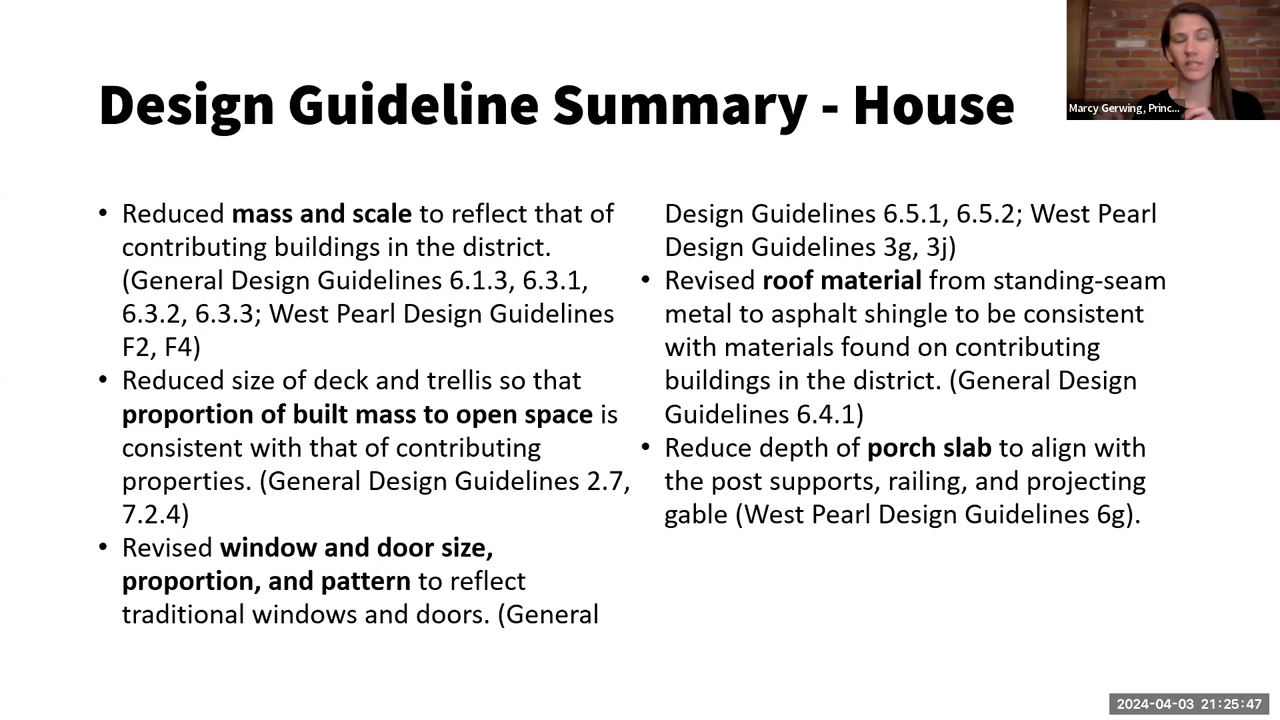 Design Guideline Summary - House
Marcy Gerwing, Princ...
• Reduced mass and scale to reflect that of
contributing buildings in the district.
(General Design Guidelines 6.1.3, 6.3.1,
6.3.2, 6.3.3; West Pearl Design Guidelines
F2, F4)
• Reduced size of deck and trellis so that
proportion of built mass to open space is
consistent with that of contributing
properties. (General Design Guidelines 2.7,
7.2.4)
• Revised window and door size,
proportion, and pattern to reflect
traditional windows and doors. (General
Design Guidelines 6.5.1, 6.5.2; West Pearl
Design Guidelines 3g, 3j)
• Revised roof material from standing-seam
metal to asphalt shingle to be consistent
with materials found on contributing
buildings in the district. (General Design
Guidelines 6.4.1)
• Reduce depth of porch slab to align with
the post supports, railing, and projecting
gable (West Pearl Design Guidelines 6g).
2024-04-03 21:25:47